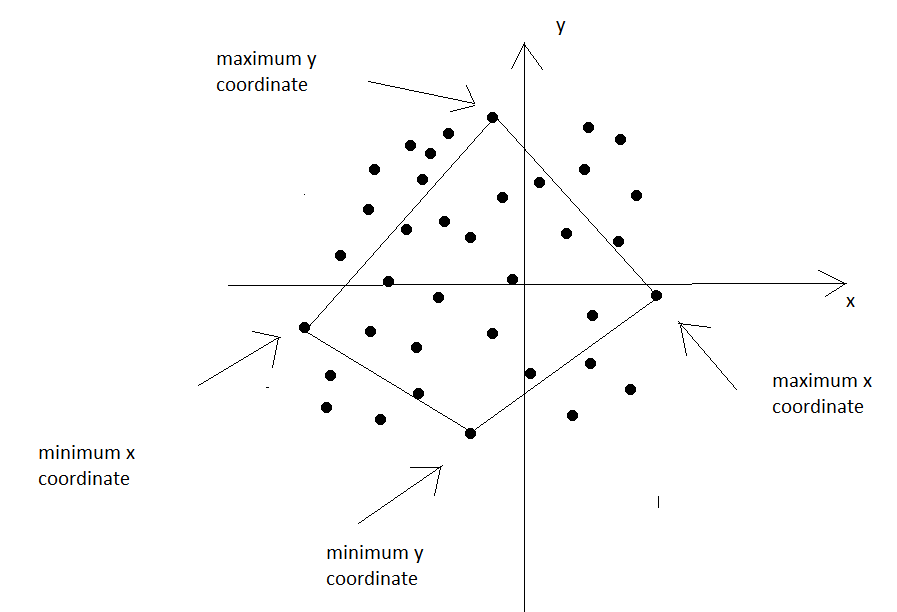 y
maximum y
coordinate
x
maximum x
coordinate
minimum x
coordinate
minimum y
coordinate